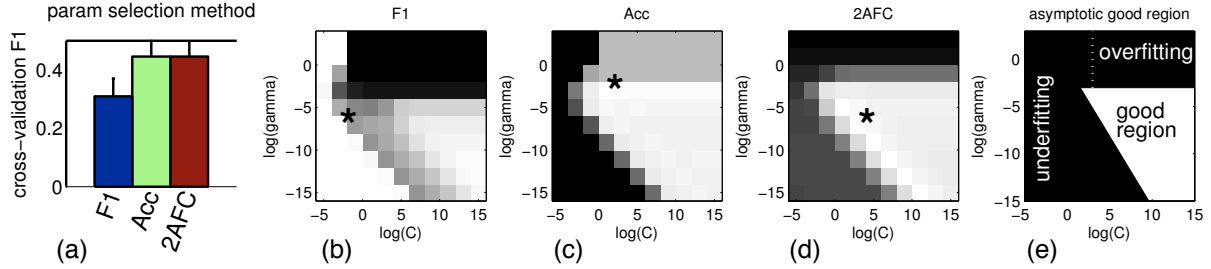 param selection method
cross-validation F1
0.4
0.2
0
F1
Acc
2AFC
(a)
F1
log(gamma)
0
−5
−10
−15
−5 0 5 10 15
log(C)
(b)
Acc
log(gamma)
0
−5
−10
−15
−5 0 5 10 15
log(C)
(c)
2AFC
log(gamma)
0
−5
−10
−15
−5 0 5 10 15
log(C)
(d)
asymptotic good region
0
−5
−10
−15
underfitting
overfitting
good
region
−5 0 5 10 15
log(C)
(e)